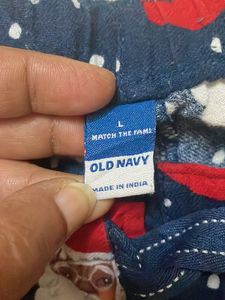 L
MATCH THE FAM!
OLD NAVY
MADE IN INDIA